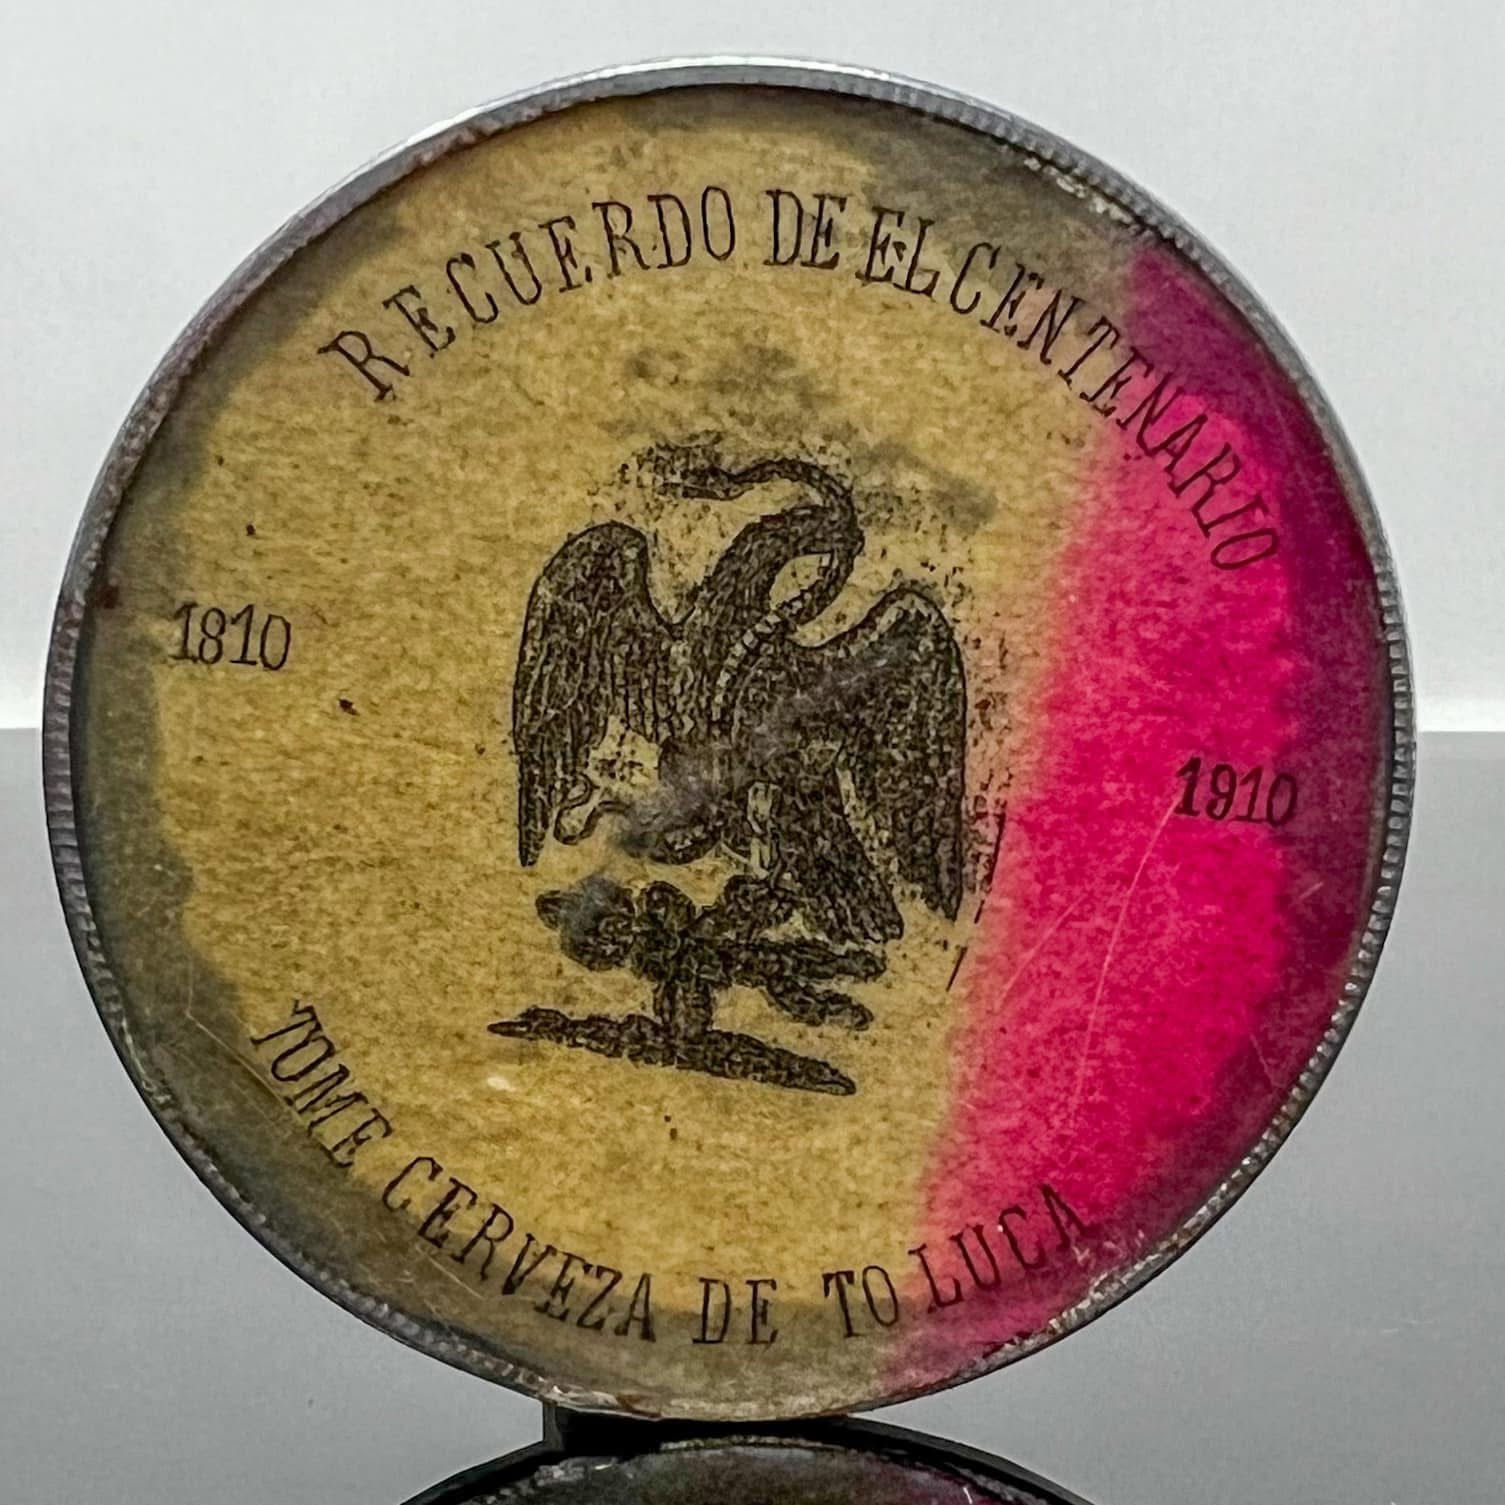 RECUERDO DE EL CENTENARIO
1810
1910
TOME CERVEZA DE TOLUCA